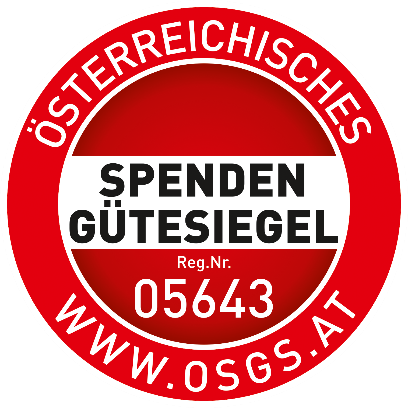 ÖSTERREICHISCHES
SPENDEN
GÜTESIEGEL
Reg.Nr.
05643
WWW.OSGS.AT